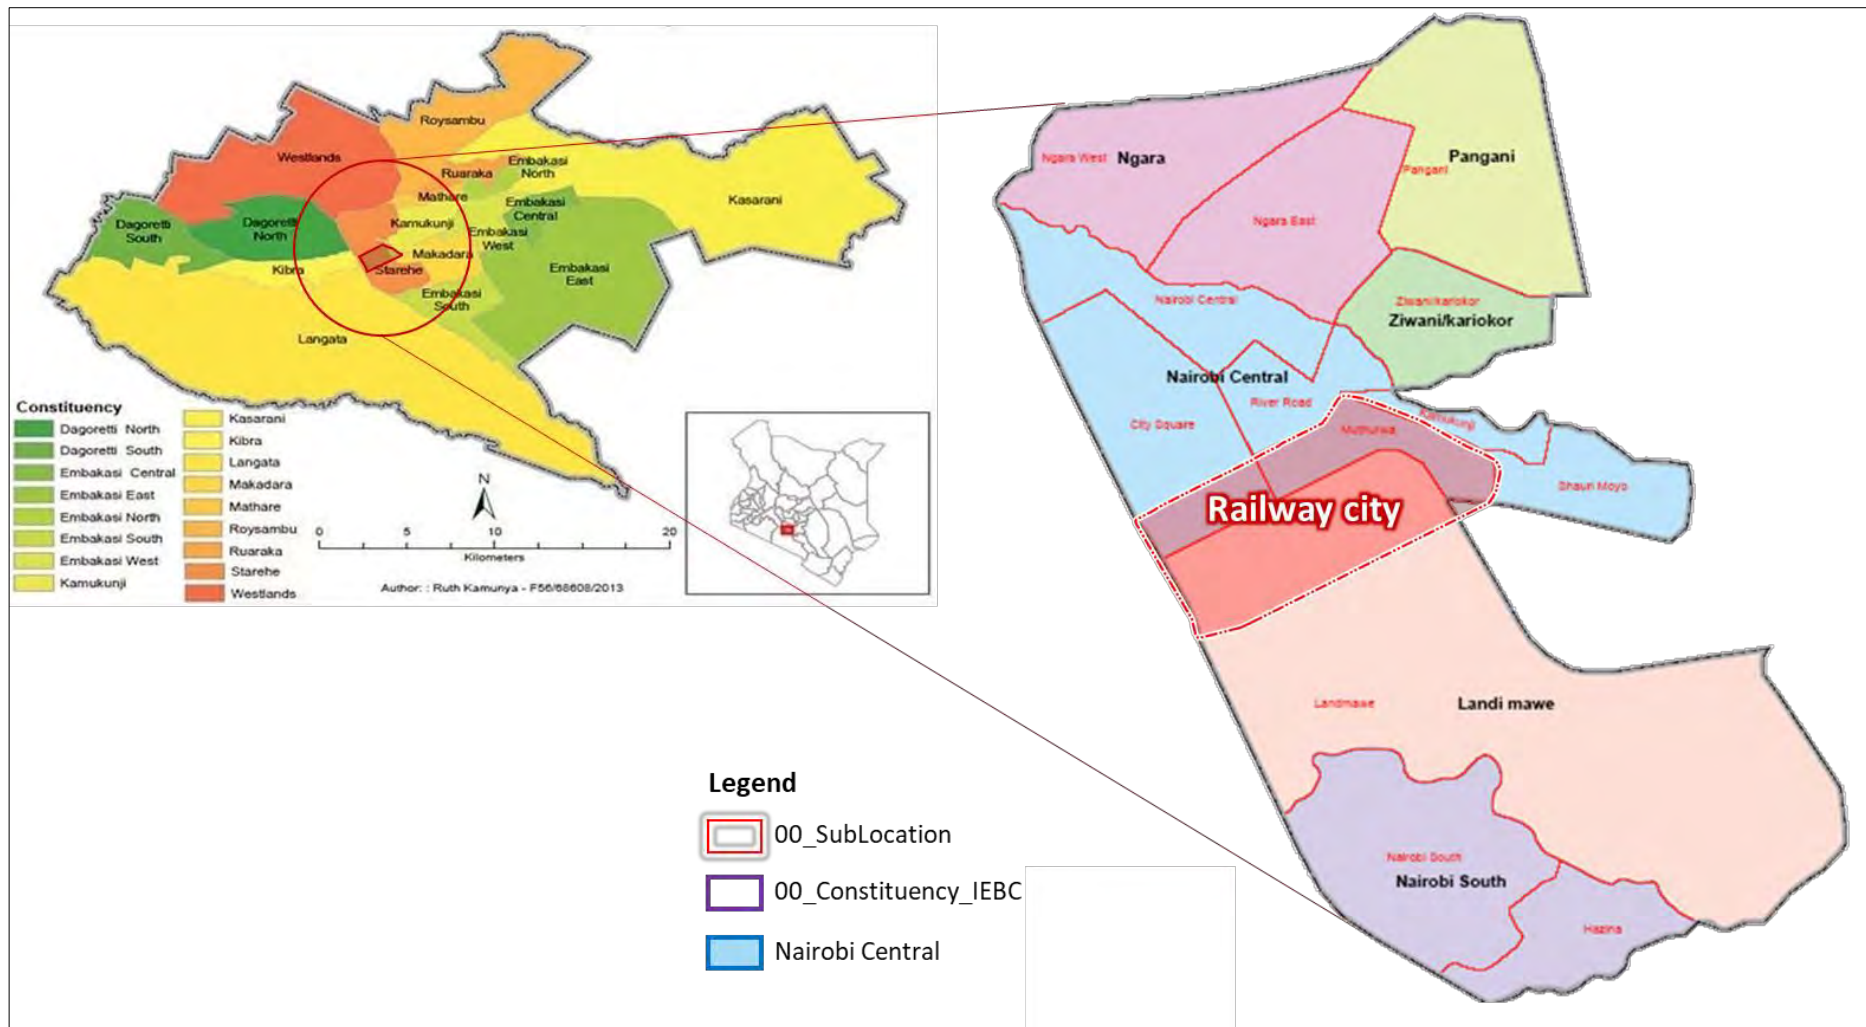 Roysambu
Westlands
Ruaraka
Embakasi
North
Mathare
Kasarani
Embakasi
Central
Dagoretti
South
Dagoretti
North
Kamukunji
Embakasi
West
Makadara
Kibra
Starehe
Embakasi
East
Embakasi
South
Langata
Constituency
Dagoretti North
Dagoretti South
Embakasi Central
Embakasi East
Embakasi North
Embakasi South
Embakasi West
Kamukunji
Kasarani
Kibra
Langata
Makadara
Mathare
Roysambu
Ruaraka
Starehe
Westlands
N
0 5 10 20
Kilometers
Author: : Ruth Kamunya - F56/68608/2013
Ngara West
Ngara
Pangani
Pangani
Ngara East
Nairobi Central
Ziwani/kariokor
Ziwani/kariokor
Nairobi Central
River Road
City Square
Muthurwa
Kamukunji
Shauri Moyo
Railway city
Landmawe
Landi mawe
Nairobi South
Nairobi South
Hazina
Legend
00_SubLocation
00_Constituency_IEBC
Nairobi Central